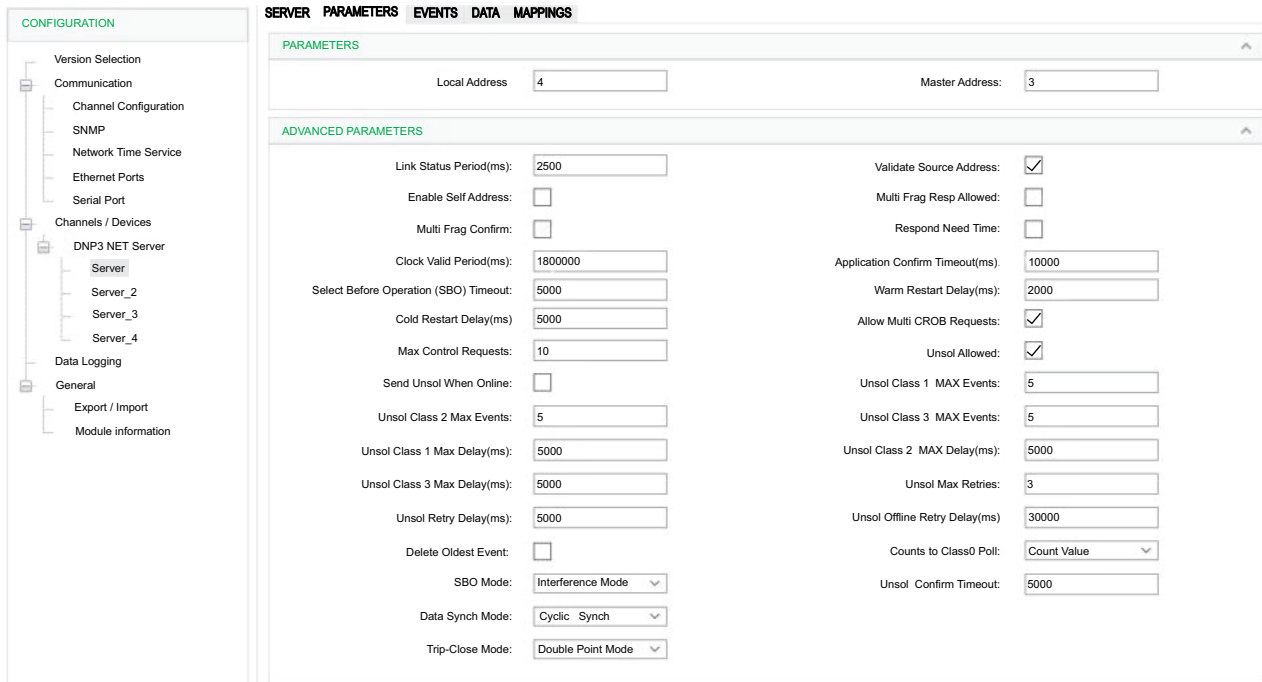 CONFIGURATION
Version Selection
Communication
Channel Configuration
SNMP
Network Time Service
Ethernet Ports
Serial Port
Channels / Devices
DNP3 NET Server
Server
Server_2
Server_3
Server_4
Data Logging
General
Export / Import
Module information
SERVER PARAMETERS EVENTS DATA MAPPINGS
PARAMETERS
Local Address 4 Master Address: 3
ADVANCED PARAMETERS
Link Status Period(ms): 2500 Validate Source Address:
Enable Self Address: Multi Frag Resp Allowed:
Multi Frag Confirm: Respond Need Time:
Clock Valid Period(ms): 1800000 Application Confirm Timeout(ms). 10000
Select Before Operation (SBO) Timeout: 5000 Warm Restart Delay(ms): 2000
Cold Restart Delay(ms) 5000 Allow Multi CROB Requests:
Max Control Requests: 10 Unsol Allowed:
Send Unsol When Online: Unsol Class 1 MAX Events: 5
Unsol Class 2 Max Events: 5 Unsol Class 3 MAX Events: 5
Unsol Class 1 Max Delay(ms): 5000 Unsol Class 2 MAX Delay(ms): 5000
Unsol Class 3 Max Delay(ms): 5000 Unsol Max Retries: 3
Unsol Retry Delay(ms): 5000 Unsol Offline Retry Delay(ms) 30000
Delete Oldest Event: Counts to Class0 Poll: Count Value
SBO Mode: Interference Mode Unsol Confirm Timeout: 5000
Data Synch Mode: Cyclic Synch
Trip-Close Mode: Double Point Mode